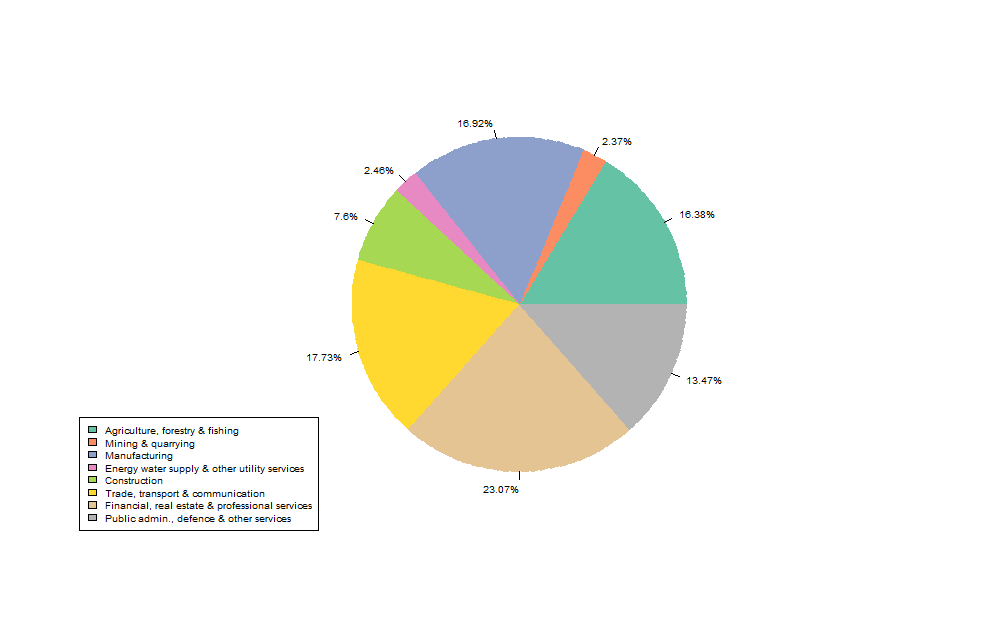 16.92%
2.37%
2.46%
16.38%
7.6%
17.73%
13.47%
23.07%
Agriculture, forestry & fishing
Mining & quarrying
Manufacturing
Energy water supply & other utility services
Construction
Trade, transport & communication
Financial, real estate & professional services
Public admin., defence & other services